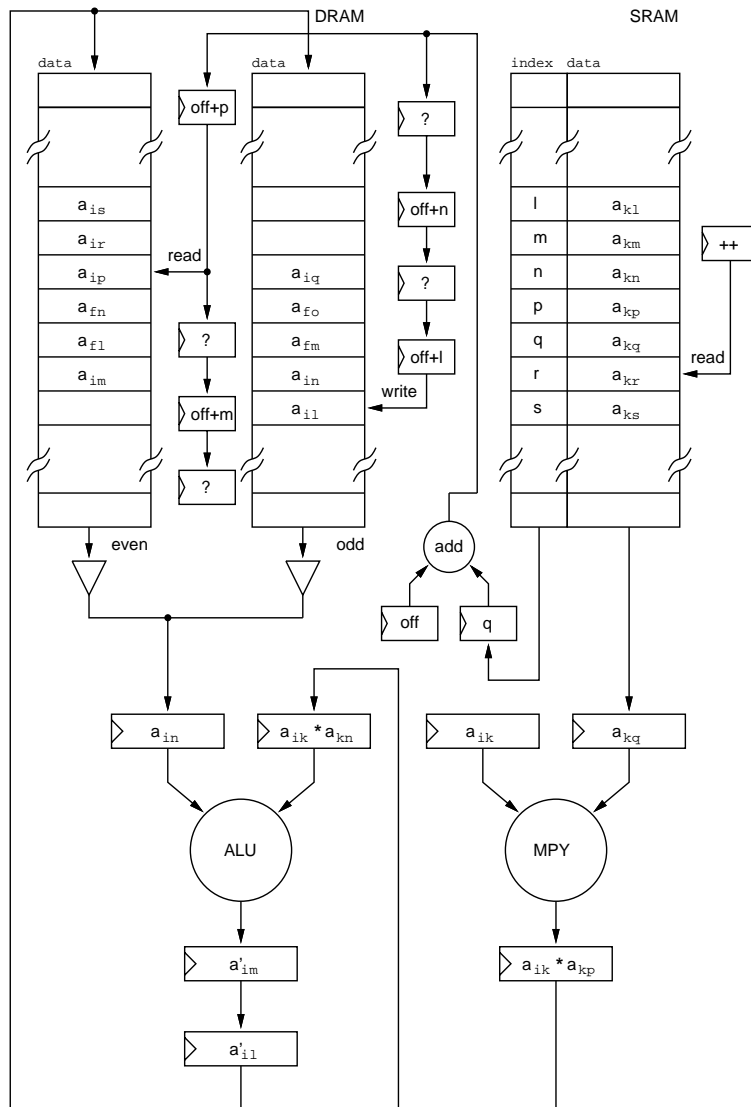 DRAM SRAM
data data index data
off+p
?
a_is l a_kl
off+n
a_ir m a_km
++
read
a_ip a_iq n a_kn
?
a_fn a_fo p a_kp
?
a_fl a_fm q a_kq
off+l
read
a_im a_in r a_kr
write
off+m a_il s a_ks
?
even odd add
off q
a_in a_ik * a_kn a_ik a_kq
ALU MPY
a'_im a_ik * a_kp
a'_il